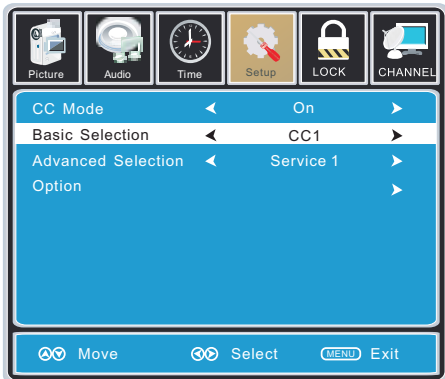 Picture Audio Time Setup LOCK CHANNEL
CC Mode On
Basic Selection CC1
Advanced Selection Service 1
Option
Move Select MENU Exit